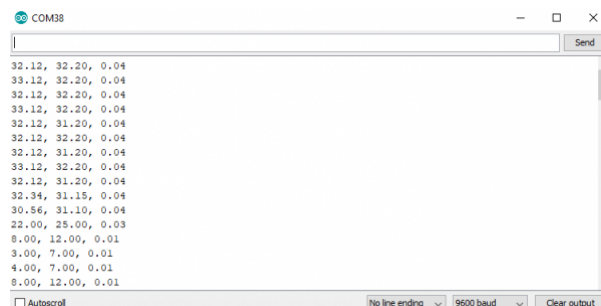 COM38
Send
32.12, 32.20, 0.04
33.12, 32.20, 0.04
32.12, 32.20, 0.04
33.12, 32.20, 0.04
32.12, 31.20, 0.04
32.12, 32.20, 0.04
32.12, 31.20, 0.04
33.12, 32.20, 0.04
32.12, 31.20, 0.04
32.34, 31.15, 0.04
30.56, 31.10, 0.04
22.00, 25.00, 0.03
8.00, 12.00, 0.01
3.00, 7.00, 0.01
4.00, 7.00, 0.01
8.00, 12.00, 0.01
Autoscroll No line ending 9600 baud Clear output